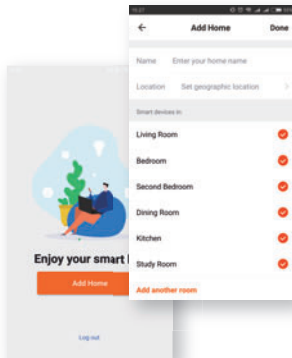 Add Home
Done
Name Enter your home name
Location Set geographic location
Smart devices in:
Living Room
Bedroom
Second Bedroom
Dining Room
Kitchen
Study Room
Add another room
Enjoy your smart
Add Home
Log out